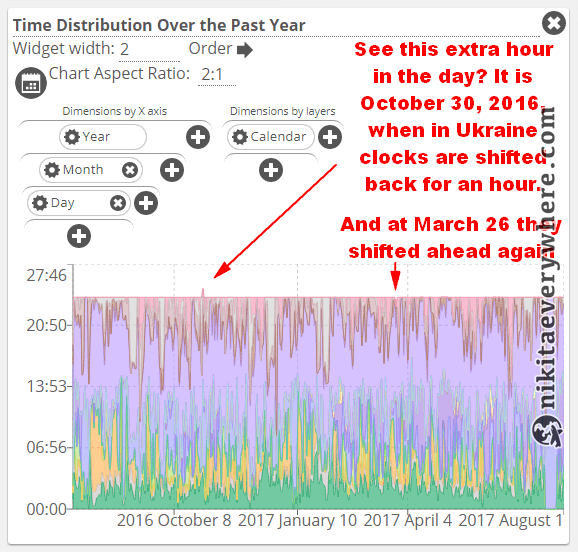 Time Distribution Over the Past Year
Widget width: 2 Order
Chart Aspect Ratio: 2:1
See this extra hour
in the day? It is
October 30, 2016,
when in Ukraine
clocks are shifted
back for an hour.
And at March 26 they
shifted ahead again
Dimensions by X axis
Dimensions by layers
Year
Calendar
Month
Day
27:46
20:50
13:53
06:56
00:00
2016 October 8 2017 January 10 2017 April 4 2017 August 1
nikitaeverywhere.com